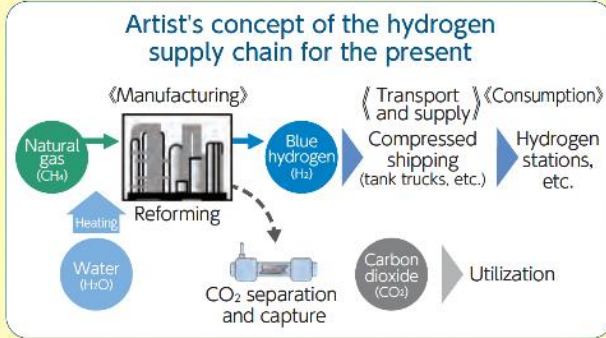 Artist's concept of the hydrogen
supply chain for the present
《Manufacturing》
《Transport
and supply》
《Consumption》
Natural
gas
(CH₄)
Reforming
Blue
hydrogen
(H₂)
Compressed
shipping
(tank trucks, etc.)
Hydrogen
stations,
etc.
Heating
Water
(H₂O)
CO₂ separation
and capture
Carbon
dioxide
(CO₂)
Utilization